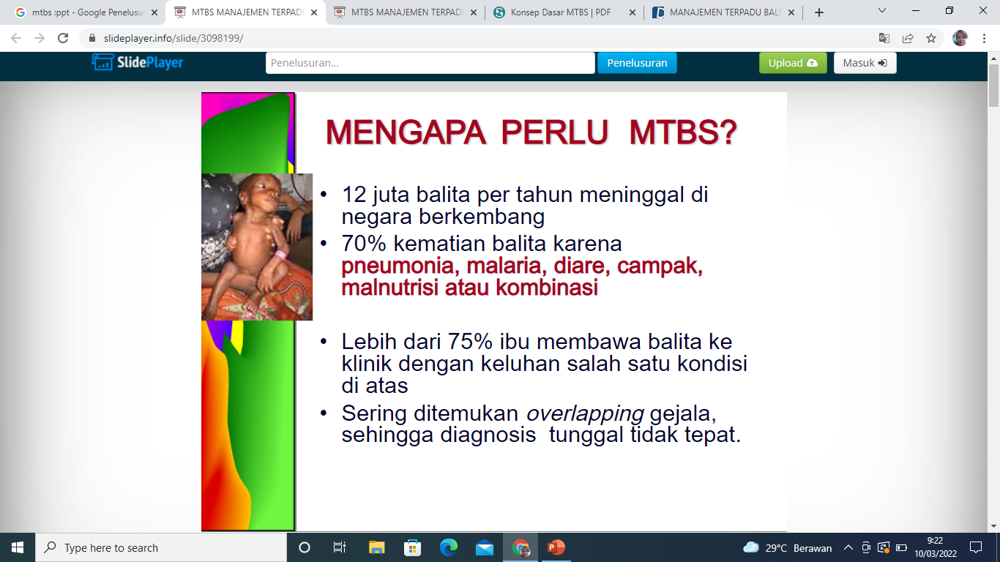 mtbs :ppt - Google Penelusu
MTBS MANAJEMEN TERPADU
MTBS MANAJEMEN TERPADU
Konsep Dasar MTBS | PDF
MANAJEMEN TERPADU BALI
slideplayer.info/slide/3098199/
SlidePlayer
Penelusuran...
Penelusuran
Upload
Masuk
MENGAPA PERLU MTBS?
• 12 juta balita per tahun meninggal di
negara berkembang
• 70% kematian balita karena
pneumonia, malaria, diare, campak,
malnutrisi atau kombinasi
• Lebih dari 75% ibu membawa balita ke
klinik dengan keluhan salah satu kondisi
di atas
• Sering ditemukan overlapping gejala,
sehingga diagnosis tunggal tidak tepat.
Type here to search
29°C Berawan
9:22
10/03/2022